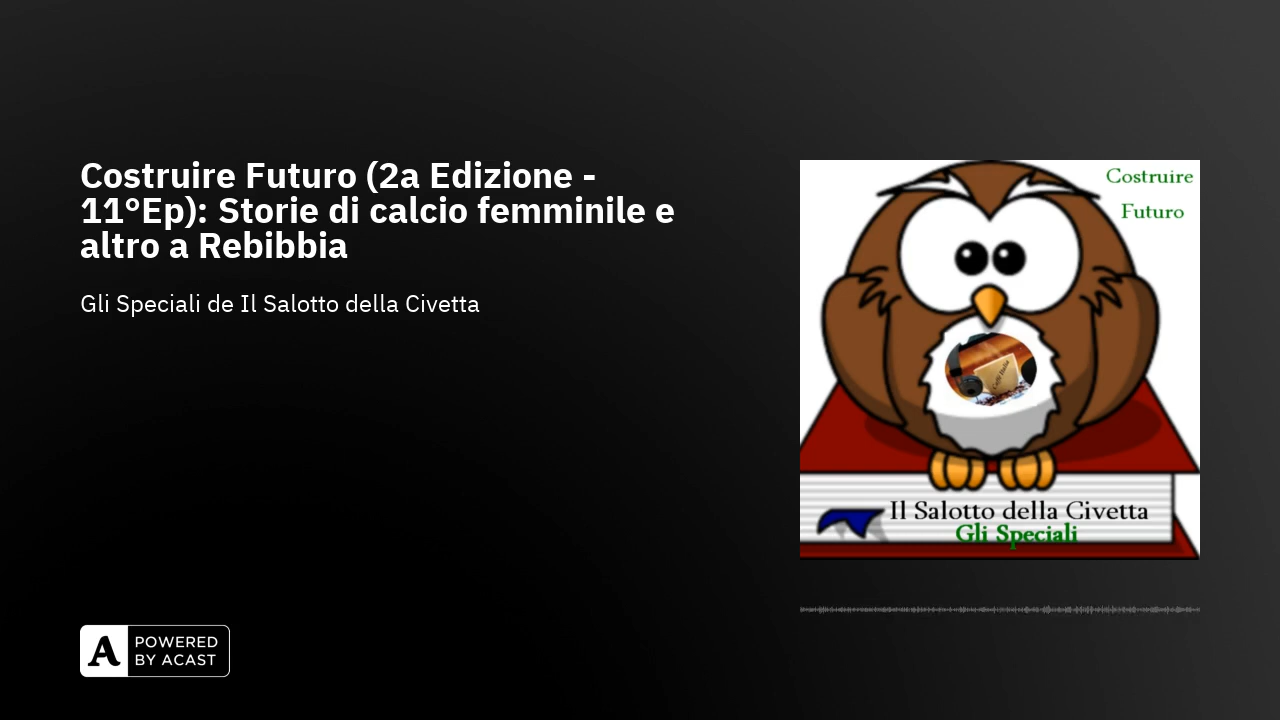 Costruire Futuro (2a Edizione -
11°Ep): Storie di calcio femminile e
altro a Rebibbia
Gli Speciali de Il Salotto della Civetta
Costruire
Futuro
Il Salotto della Civetta
Gli Speciali
A POWERED
BY ACAST